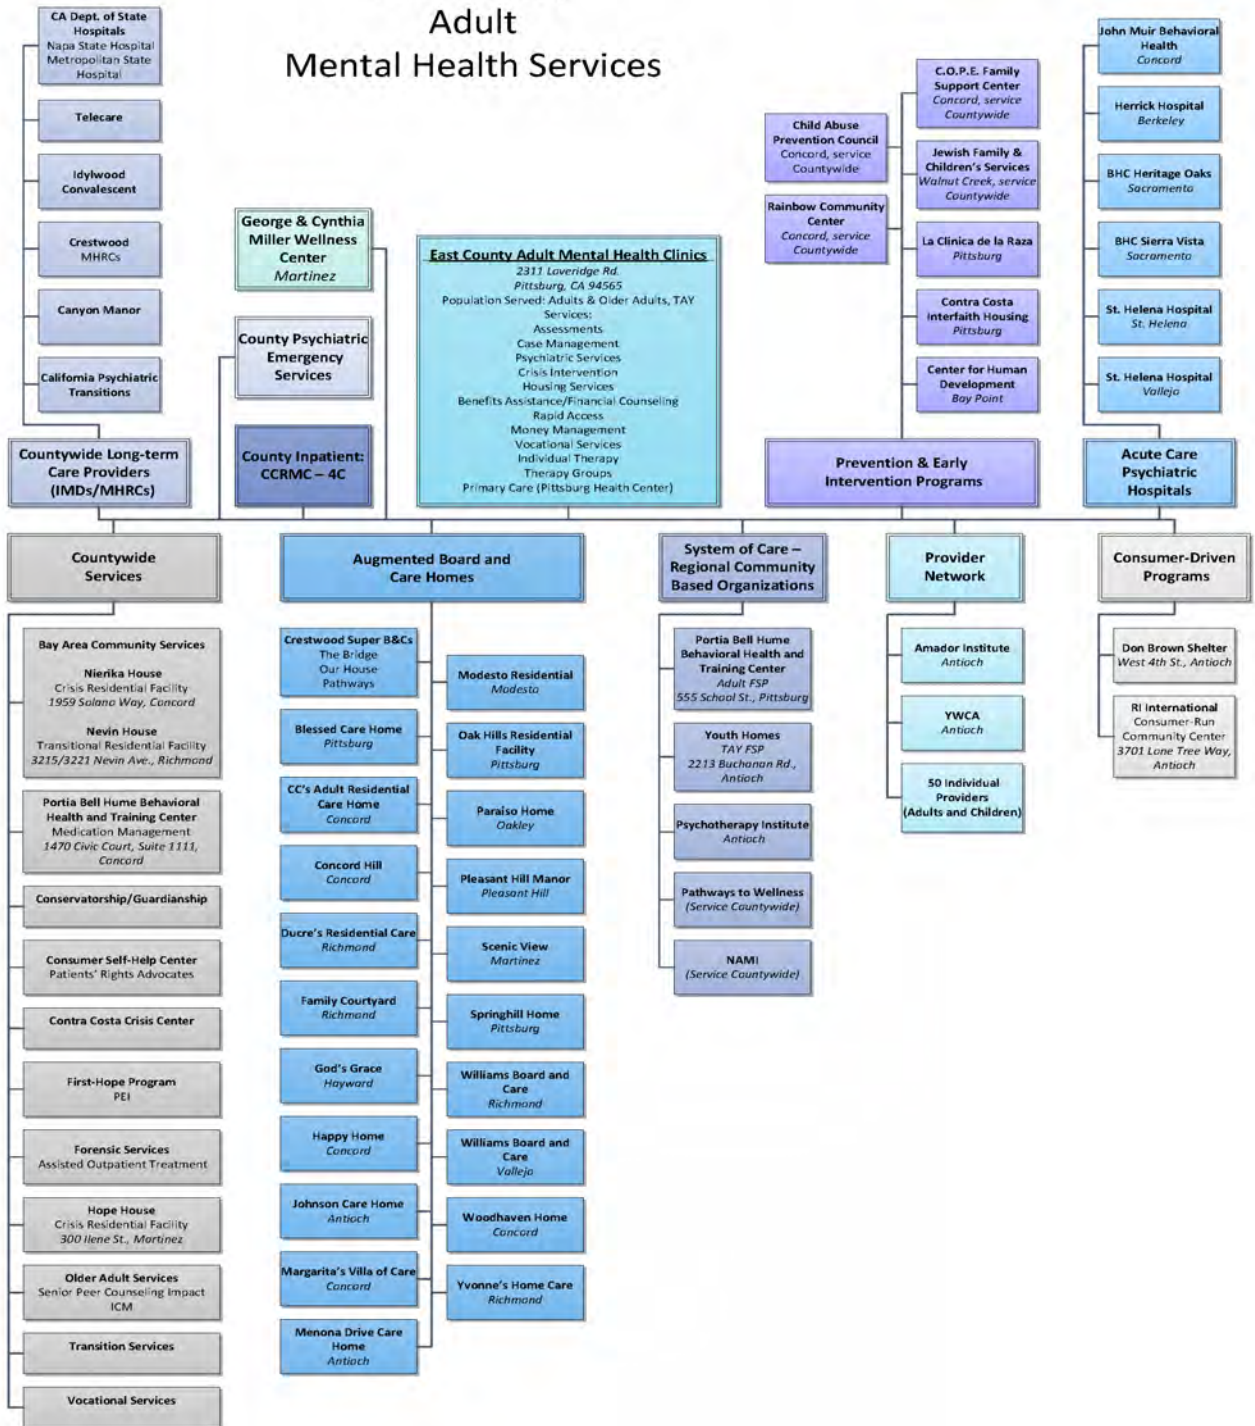 Adult
Mental Health Services
CA Dept. of State
Hospitals
Napa State Hospital
Metropolitan State
Hospital
Telecare
Idylwood
Convalescent
Crestwood
MHRCs
Canyon Manor
California Psychiatric
Transitions
Countywide Long-term
Care Providers
(IMDs/MHRCs)
George & Cynthia
Miller Wellness
Center
Martinez
County Psychiatric
Emergency
Services
County Inpatient:
CCRMC – 4C
East County Adult Mental Health Clinics
2311 Loveridge Rd.
Pittsburg, CA 94565
Population Served: Adults & Older Adults, TAY
Services:
Assessments
Case Management
Psychiatric Services
Crisis Intervention
Housing Services
Benefits Assistance/Financial Counseling
Rapid Access
Money Management
Vocational Services
Individual Therapy
Therapy Groups
Primary Care (Pittsburg Health Center)
Child Abuse
Prevention Council
Concord, service
Countywide
Rainbow Community
Center
Concord, service
Countywide
C.O.P.E. Family
Support Center
Concord, service
Countywide
Jewish Family &
Children's Services
Walnut Creek, service
Countywide
La Clinica de la Raza
Pittsburg
Contra Costa
Interfaith Housing
Pittsburg
Center for Human
Development
Bay Point
Prevention & Early
Intervention Programs
John Muir Behavioral
Health
Concord
Herrick Hospital
Berkeley
BHC Heritage Oaks
Sacramento
BHC Sierra Vista
Sacramento
St. Helena Hospital
St. Helena
St. Helena Hospital
Vallejo
Acute Care
Psychiatric
Hospitals
Countywide
Services
Bay Area Community Services
Nierika House
Crisis Residential Facility
1959 Solano Way, Concord
Nevin House
Transitional Residential Facility
3215/3221 Nevin Ave., Richmond
Portia Bell Hume Behavioral
Health and Training Center
Medication Management
1470 Civic Court, Suite 1111,
Concord
Conservatorship/Guardianship
Consumer Self-Help Center
Patients' Rights Advocates
Contra Costa Crisis Center
First-Hope Program
PEI
Forensic Services
Assisted Outpatient Treatment
Hope House
Crisis Residential Facility
300 Ilene St., Martinez
Older Adult Services
Senior Peer Counseling Impact
ICM
Transition Services
Vocational Services
Augmented Board and
Care Homes
Crestwood Super B&Cs
The Bridge
Our House
Pathways
Blessed Care Home
Pittsburg
CC's Adult Residential
Care Home
Concord
Concord Hill
Concord
Ducre's Residential Care
Richmond
Family Courtyard
Richmond
God's Grace
Hayward
Happy Home
Concord
Johnson Care Home
Antioch
Margarita's Villa of Care
Concord
Menona Drive Care
Home
Antioch
Modesto Residential
Modesto
Oak Hills Residential
Facility
Pittsburg
Paraiso Home
Oakley
Pleasant Hill Manor
Pleasant Hill
Scenic View
Martinez
Springhill Home
Pittsburg
Williams Board and
Care
Richmond
Williams Board and
Care
Vallejo
Woodhaven Home
Concord
Yvonne's Home Care
Richmond
System of Care –
Regional Community
Based Organizations
Portia Bell Hume
Behavioral Health and
Training Center
Adult FSP
555 School St., Pittsburg
Youth Homes
TAY FSP
2213 Buchanan Rd.,
Antioch
Psychotherapy Institute
Antioch
Pathways to Wellness
(Service Countywide)
NAMI
(Service Countywide)
Provider
Network
Amador Institute
Antioch
YWCA
Antioch
50 Individual
Providers
(Adults and Children)
Consumer-Driven
Programs
Don Brown Shelter
West 4th St., Antioch
RI International
Consumer-Run
Community Center
3701 Lone Tree Way,
Antioch